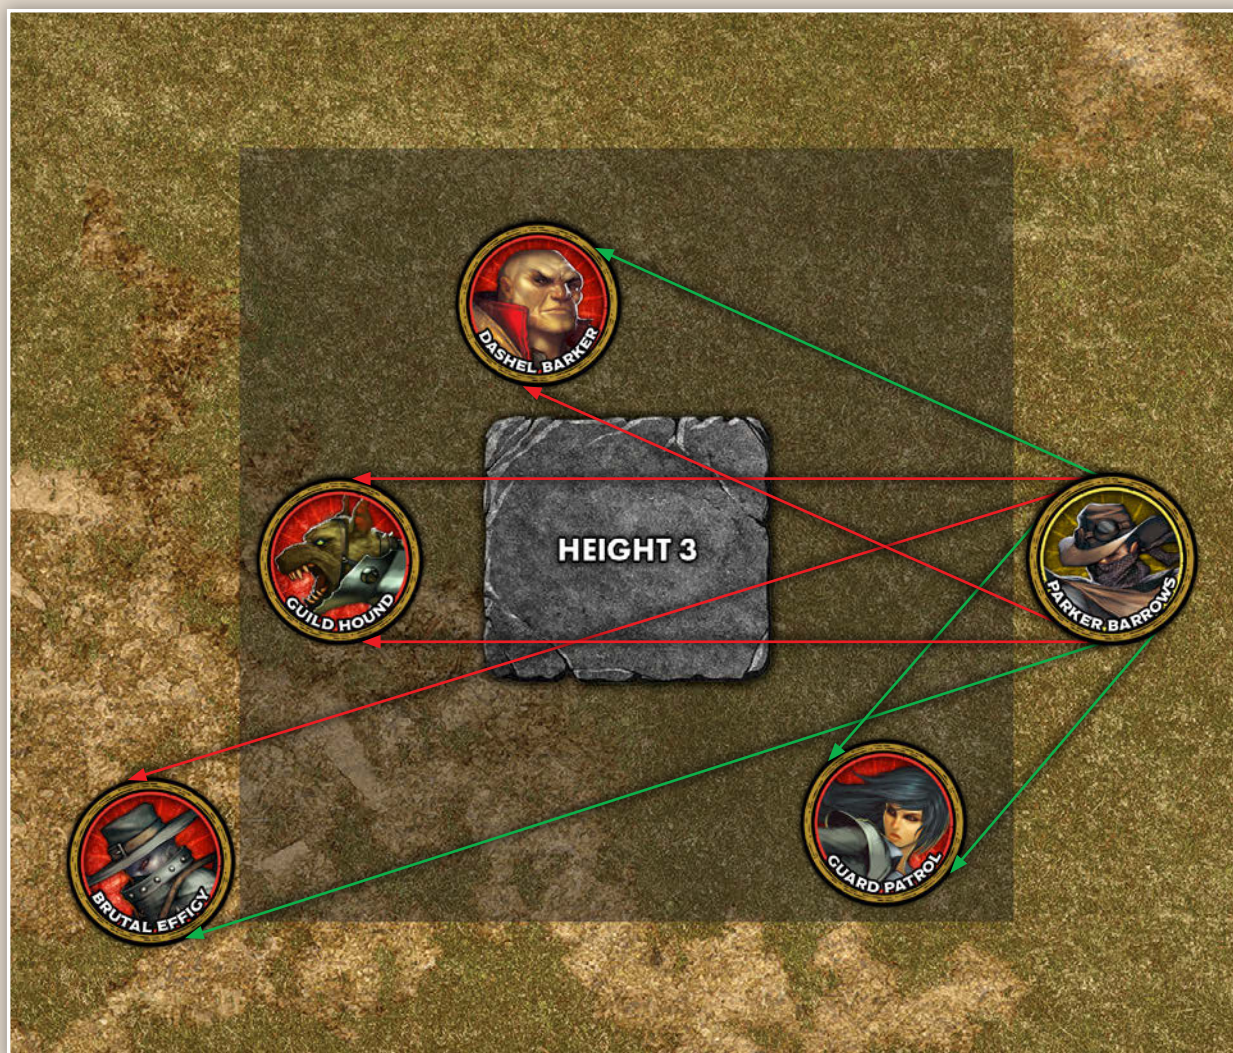 DASHEL BARKER
HEIGHT 3
GUILD HOUND
PARKER BARROWS
BRUTAL EFFIGY
GUARD PATROL